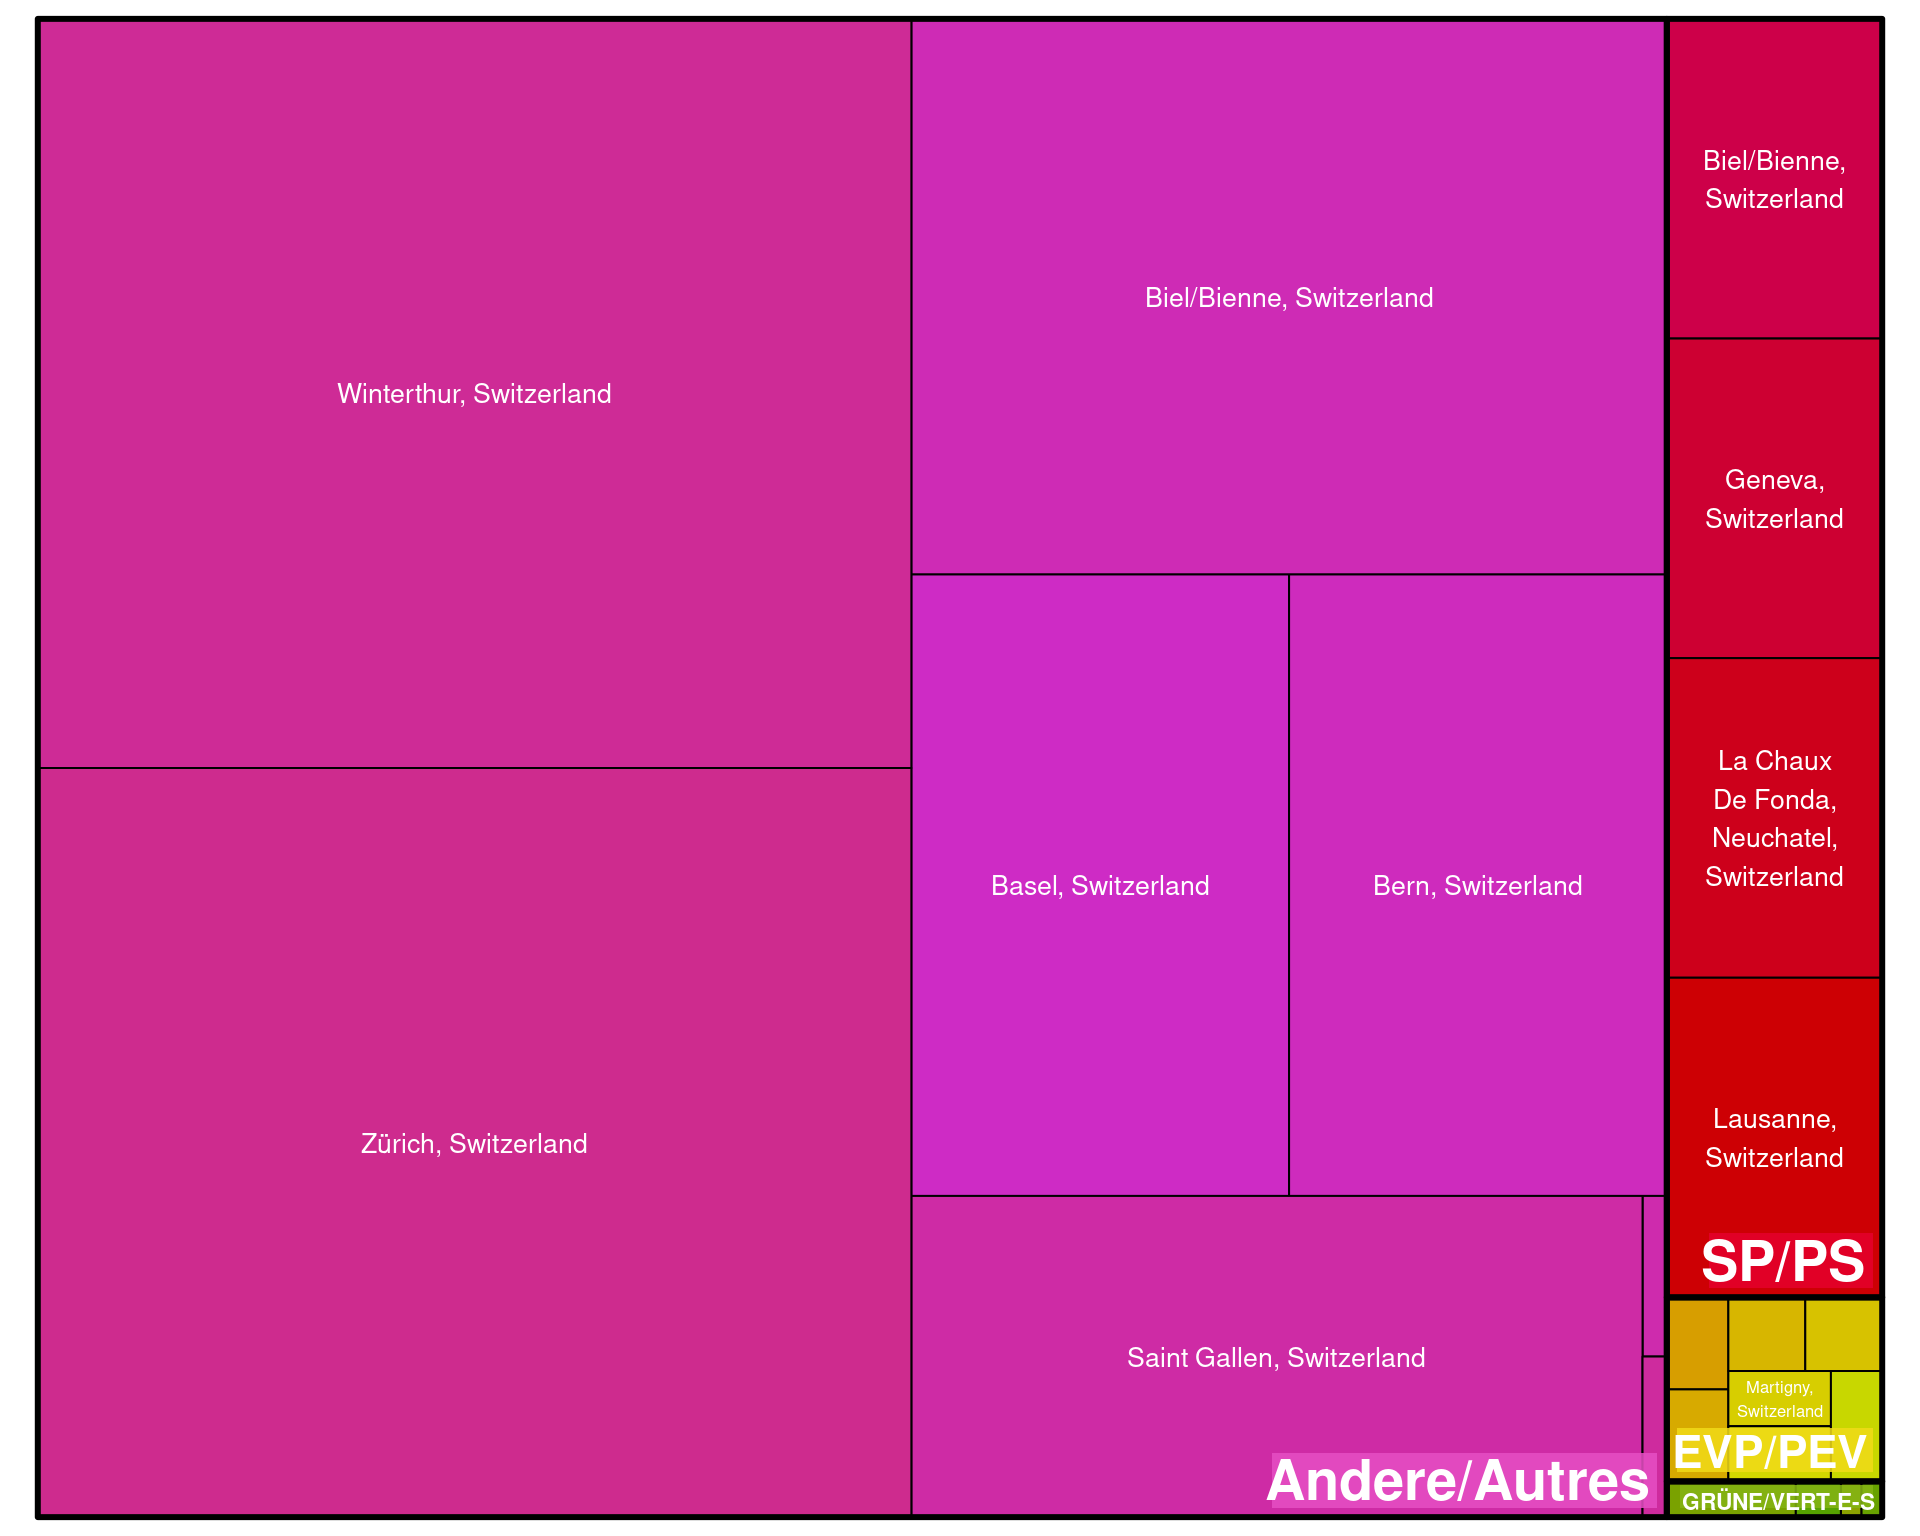 Winterthur, Switzerland
Zürich, Switzerland
Biel/Bienne, Switzerland
Basel, Switzerland
Bern, Switzerland
Saint Gallen, Switzerland
Andere/Autres
Biel/Bienne,
Switzerland
Geneva,
Switzerland
La Chaux
De Fonda,
Neuchatel,
Switzerland
Lausanne,
Switzerland
SP/PS
Martigny,
Switzerland
EVP/PEV
GRÜNE/VERT-E-S